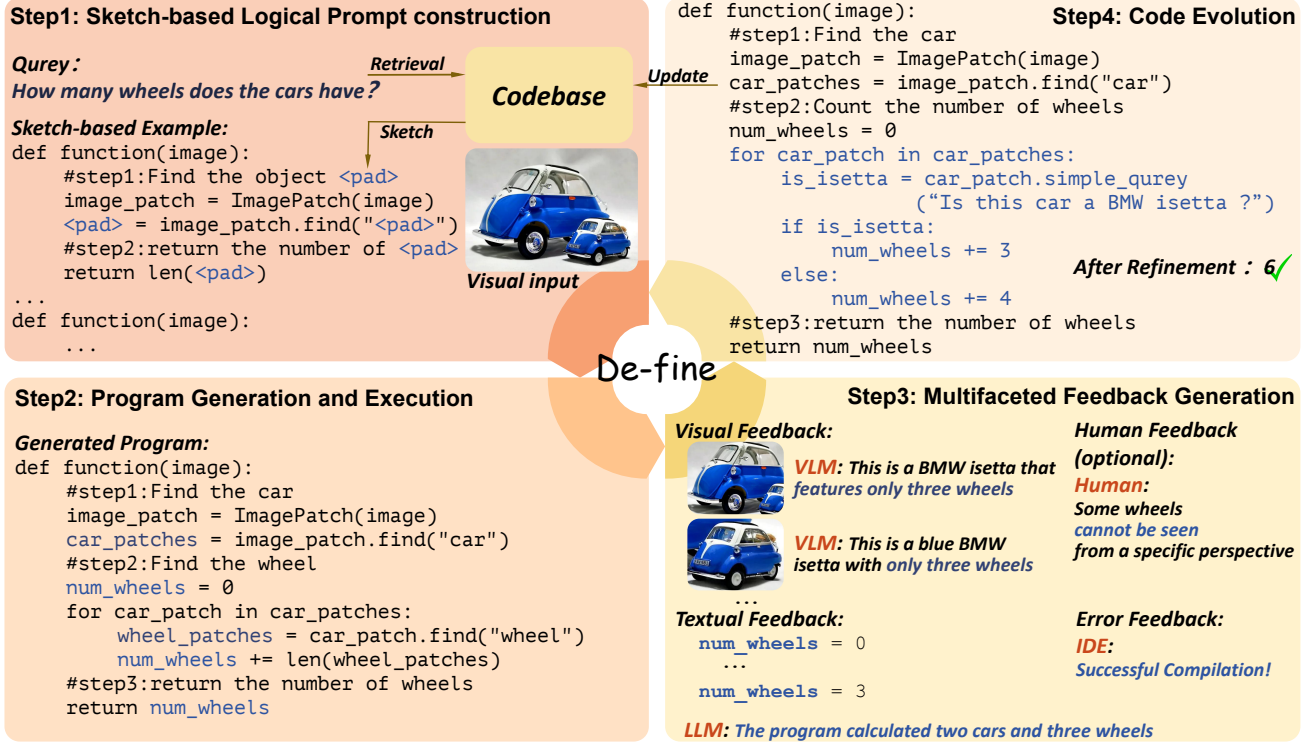 Step1: Sketch-based Logical Prompt construction
Qurey:
How many wheels does the cars have?
Retrieval
Codebase
Sketch
Sketch-based Example:
def function(image):
    #step1:Find the object <pad>
    image_patch = ImagePatch(image)
    <pad> = image_patch.find("<pad>")
    #step2:return the number of <pad>
    return len(<pad>)
...
def function(image):
    ...
Visual input
Update
Step4: Code Evolution
def function(image):
    #step1:Find the car
    image_patch = ImagePatch(image)
    car_patches = image_patch.find("car")
    #step2:Count the number of wheels
    num_wheels = 0
    for car_patch in car_patches:
        is_isetta = car_patch.simple_qurey
                    (“Is this car a BMW isetta ?”)
        if is_isetta:
            num_wheels += 3
        else:
            num_wheels += 4
    #step3:return the number of wheels
    return num_wheels
After Refinement : 6✓
De-fine
Step2: Program Generation and Execution
Generated Program:
def function(image):
    #step1:Find the car
    image_patch = ImagePatch(image)
    car_patches = image_patch.find("car")
    #step2:Find the wheel
    num_wheels = 0
    for car_patch in car_patches:
        wheel_patches = car_patch.find("wheel")
        num_wheels += len(wheel_patches)
    #step3:return the number of wheels
    return num_wheels
Step3: Multifaceted Feedback Generation
Visual Feedback:
VLM: This is a BMW isetta that
features only three wheels
VLM: This is a blue BMW
isetta with only three wheels
...
Human Feedback
(optional):
Human:
Some wheels
cannot be seen
from a specific perspective
Textual Feedback:
num_wheels = 0
...
num_wheels = 3
Error Feedback:
IDE:
Successful Compilation!
LLM: The program calculated two cars and three wheels